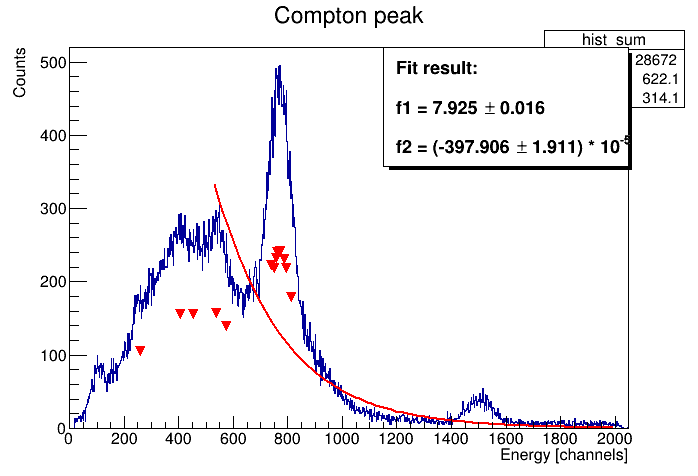 Compton peak
hist_sum
28672
622.1
314.1
Fit result:
f1 = 7.925 ± 0.016
f2 = (-397.906 ± 1.911) * 10-5
Counts
500
400
300
200
100
0
0 200 400 600 800 1000 1200 1400 1600 1800 2000
Energy [channels]